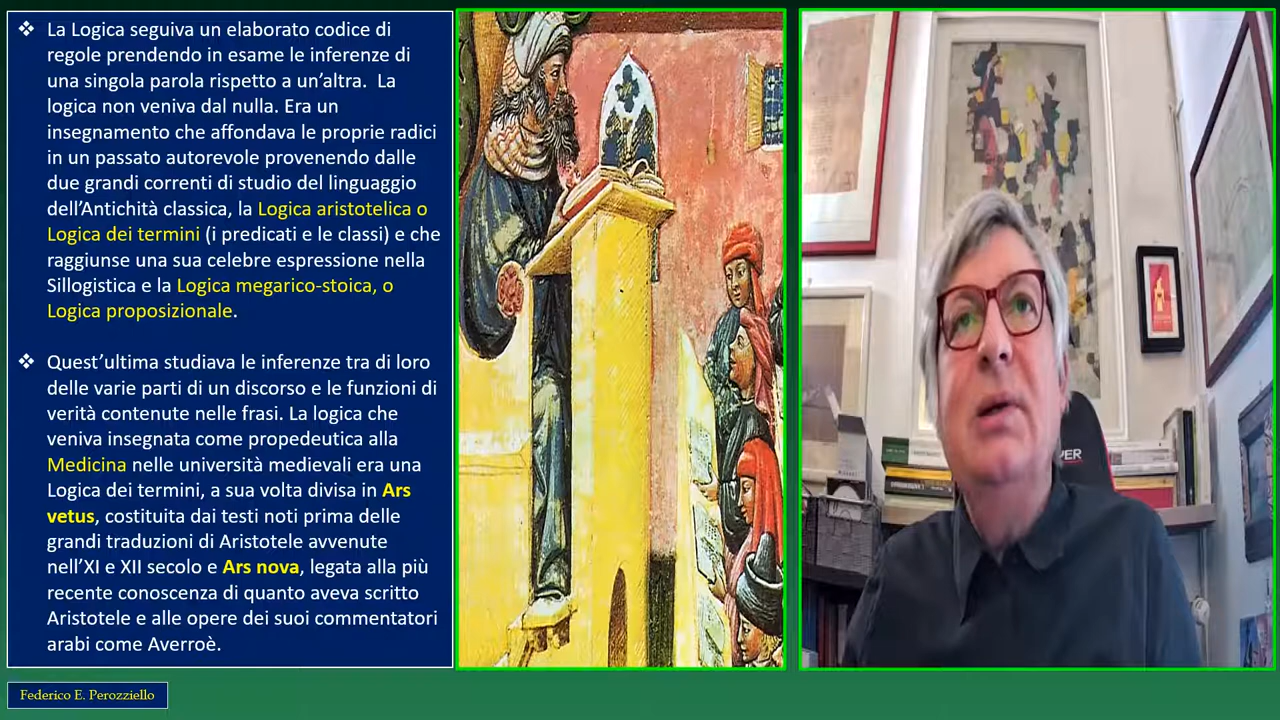 ❖ La Logica seguiva un elaborato codice di
regole prendendo in esame le inferenze di
una singola parola rispetto a un’altra. La
logica non veniva dal nulla. Era un
insegnamento che affondava le proprie radici
in un passato autorevole provenendo dalle
due grandi correnti di studio del linguaggio
dell’Antichità classica, la Logica aristotelica o
Logica dei termini (i predicati e le classi) e che
raggiunse una sua celebre espressione nella
Sillogistica e la Logica megarico-stoica, o
Logica proposizionale.
❖ Quest’ultima studiava le inferenze tra di loro
delle varie parti di un discorso e le funzioni di
verità contenute nelle frasi. La logica che
veniva insegnata come propedeutica alla
Medicina nelle università medievali era una
Logica dei termini, a sua volta divisa in Ars
vetus, costituita dai testi noti prima delle
grandi traduzioni di Aristotele avvenute
nell’XI e XII secolo e Ars nova, legata alla più
recente conoscenza di quanto aveva scritto
Aristotele e alle opere dei suoi commentatori
arabi come Averroè.
Federico E. Perozziello
PER